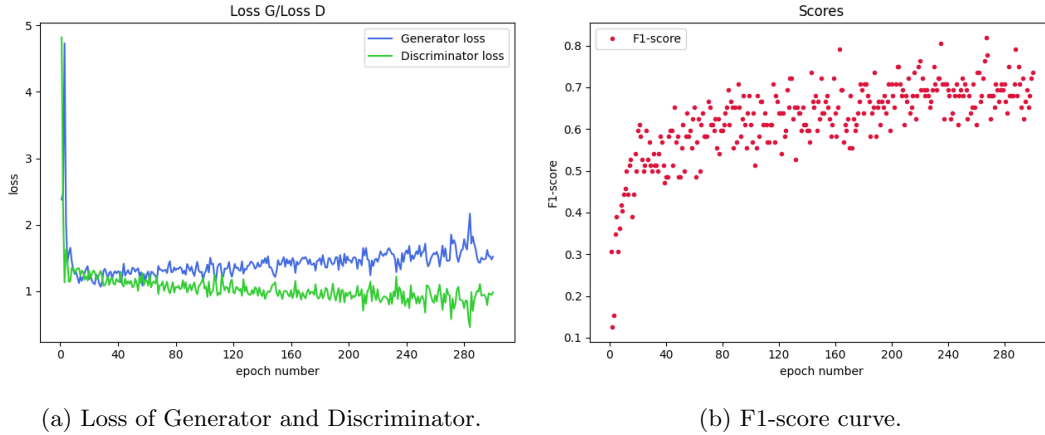 Loss G/Loss D
5
4
3
2
1
loss
Generator loss
Discriminator loss
0 40 80 120 160 200 240 280
epoch number
(a) Loss of Generator and Discriminator.
Scores
0.8
0.7
0.6
0.5
0.4
0.3
0.2
0.1
F1-score
F1-score
0 40 80 120 160 200 240 280
epoch number
(b) F1-score curve.